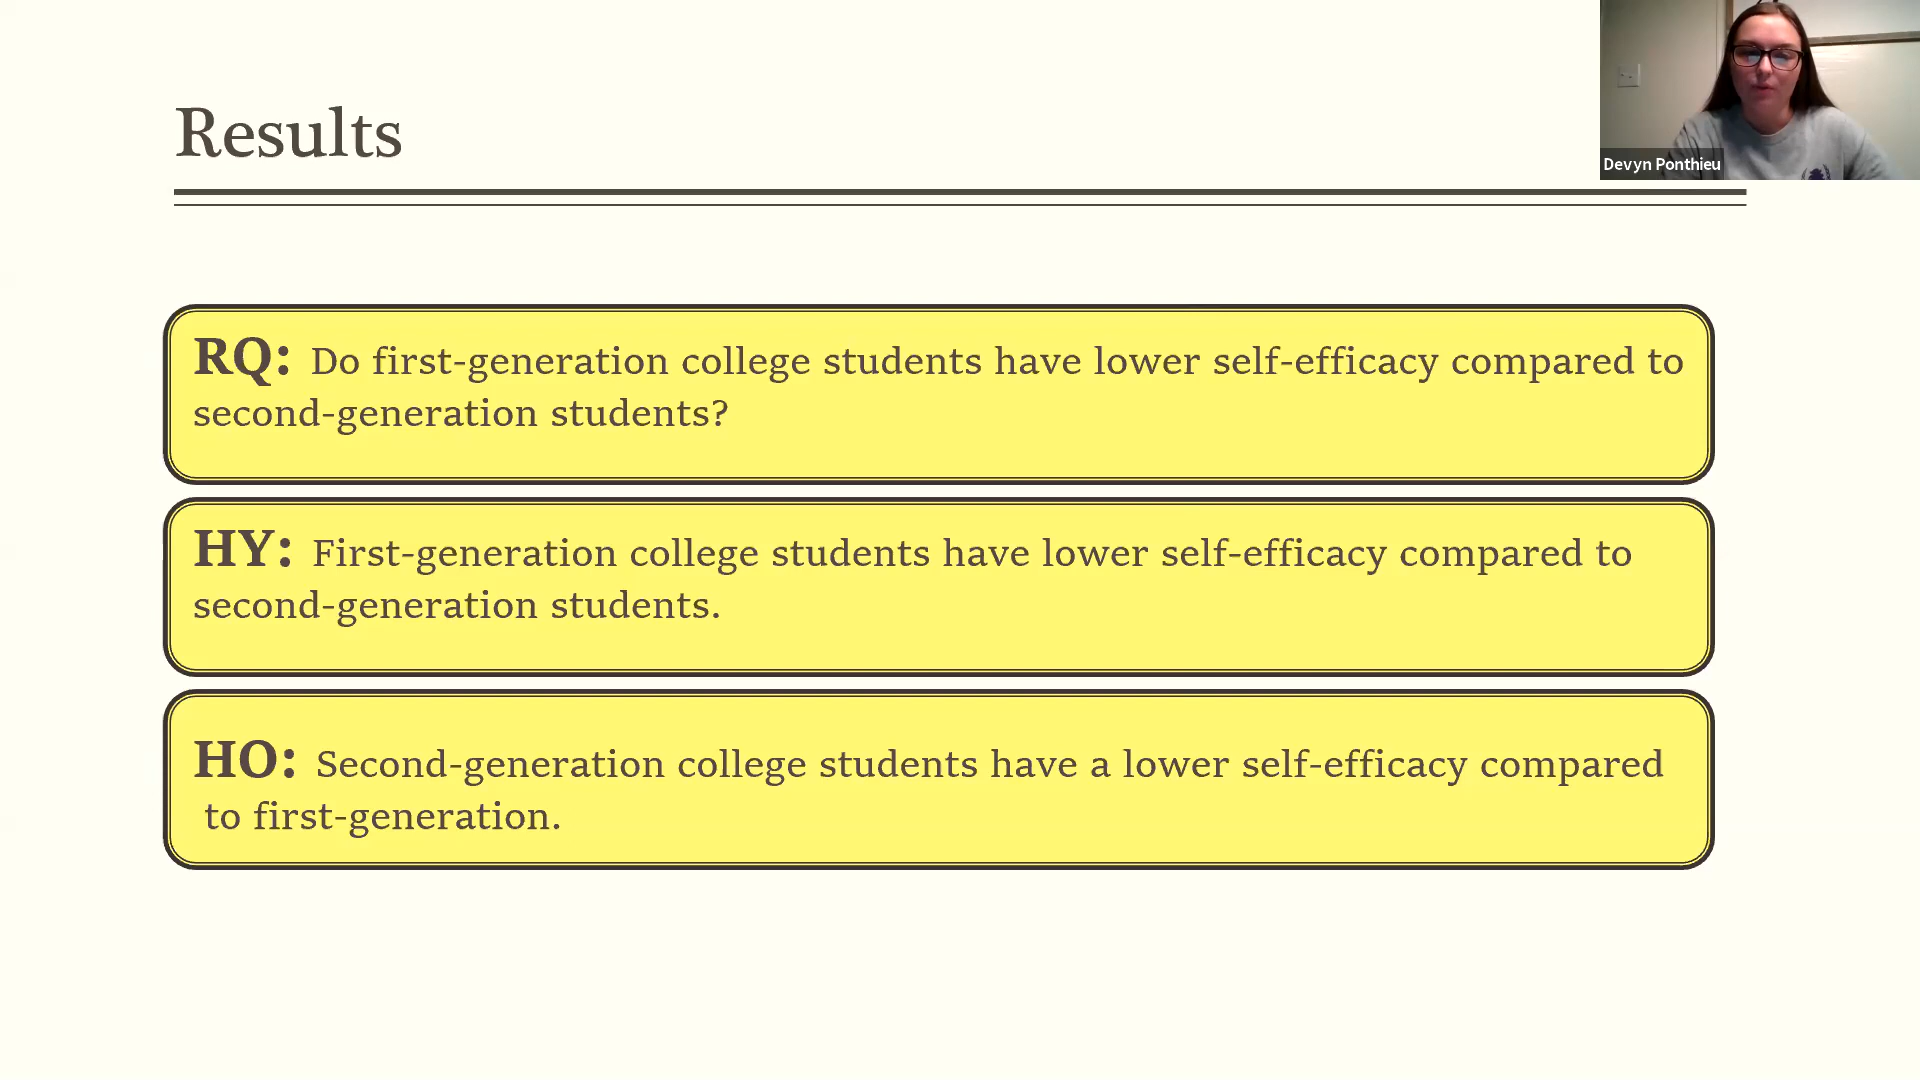 Results
Devyn Ponthieu
RQ: Do first-generation college students have lower self-efficacy compared to
second-generation students?
HY: First-generation college students have lower self-efficacy compared to
second-generation students.
HO: Second-generation college students have a lower self-efficacy compared
to first-generation.